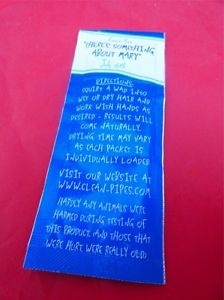 "THERE'S SOMETHING
ABOUT MARY"
DIRECTIONS:
SQUIRT A WAD INTO
WET OR DRY HAIR AND
WORK WITH HANDS AS
DESIRED - RESULTS WILL
COME NATURALLY.
DRYING TIME MAY VARY
AS EACH PACKET IS
INDIVIDUALLY LOADED
VISIT OUR WEBSITE AT
WWW.CLEAN-PIPES.COM
HARDLY ANY ANIMALS WERE
HARMED DURING TESTING OF
THIS PRODUCT. AND THOSE THAT
WERE HURT WERE REALLY OLD.